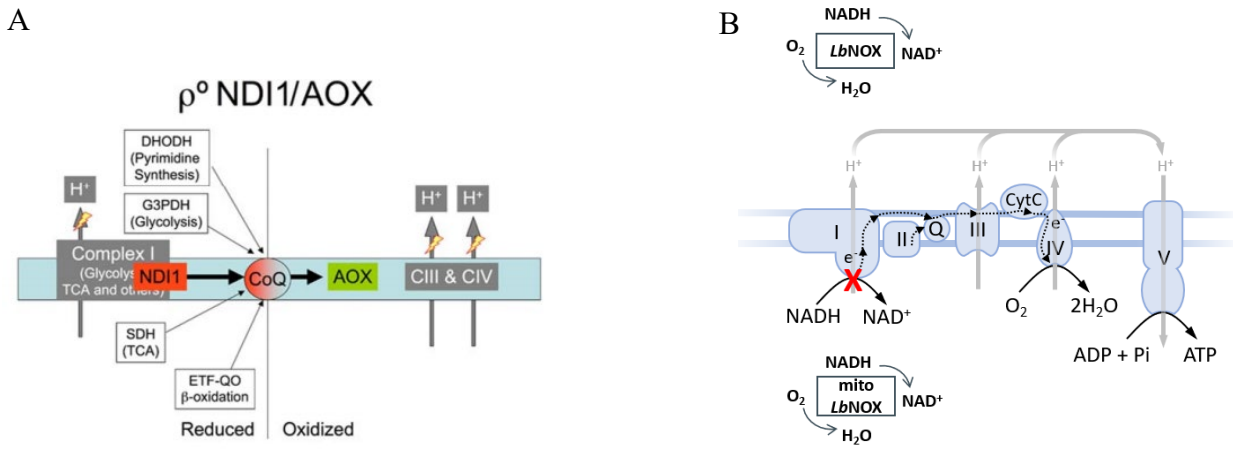 A
ρº NDI1/AOX
DHODH
(Pyrimidine
Synthesis)
G3PDH
(Glycolysis)
H⁺
H⁺
H⁺
Complex I
(Glycolys
TCA and others)
NDI1
CoQ
AOX
CIII & CIV
SDH
(TCA)
ETF-QO
β-oxidation)
Reduced
Oxidized
B
NADH
O₂
LbNOX
NAD⁺
H₂O
H⁺
H⁺
H⁺
H⁺
I
II
Q
III
CytC
e⁻
IV
V
e⁻
X
NADH
NAD⁺
O₂
2H₂O
ADP + Pi
ATP
NADH
O₂
mito
LbNOX
NAD⁺
H₂O